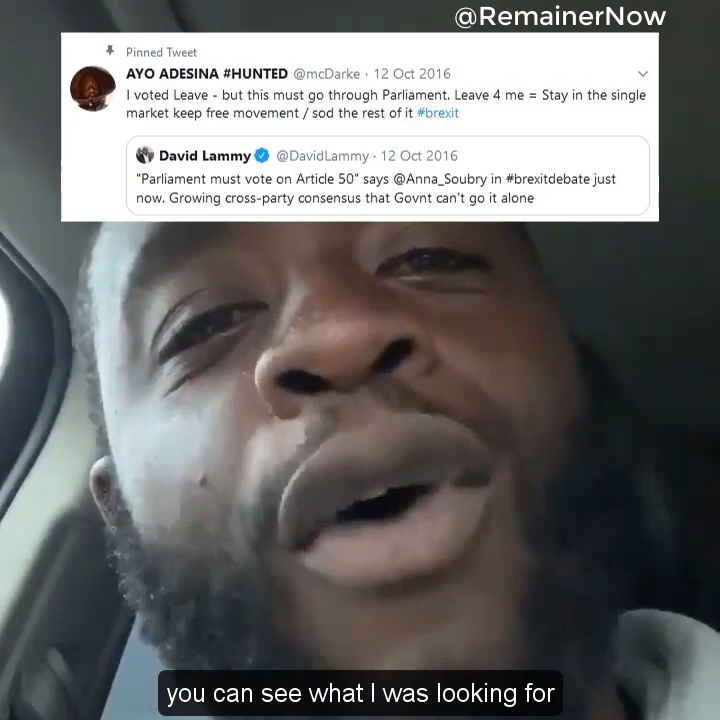 @RemainerNow
Pinned Tweet
AYO ADESINA #HUNTED @mcDarke · 12 Oct 2016
I voted Leave - but this must go through Parliament. Leave 4 me = Stay in the single
market keep free movement / sod the rest of it #brexit
David Lammy @DavidLammy · 12 Oct 2016
"Parliament must vote on Article 50" says @Anna_Soubry in #brexitdebate just
now. Growing cross-party consensus that Govnt can't go it alone
you can see what I was looking for